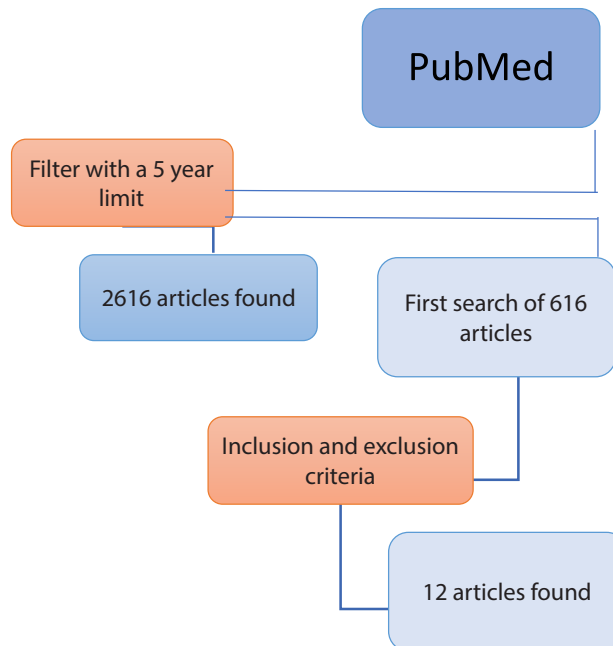 PubMed
Filter with a 5 year
limit
2616 articles found
First search of 616
articles
Inclusion and exclusion
criteria
12 articles found